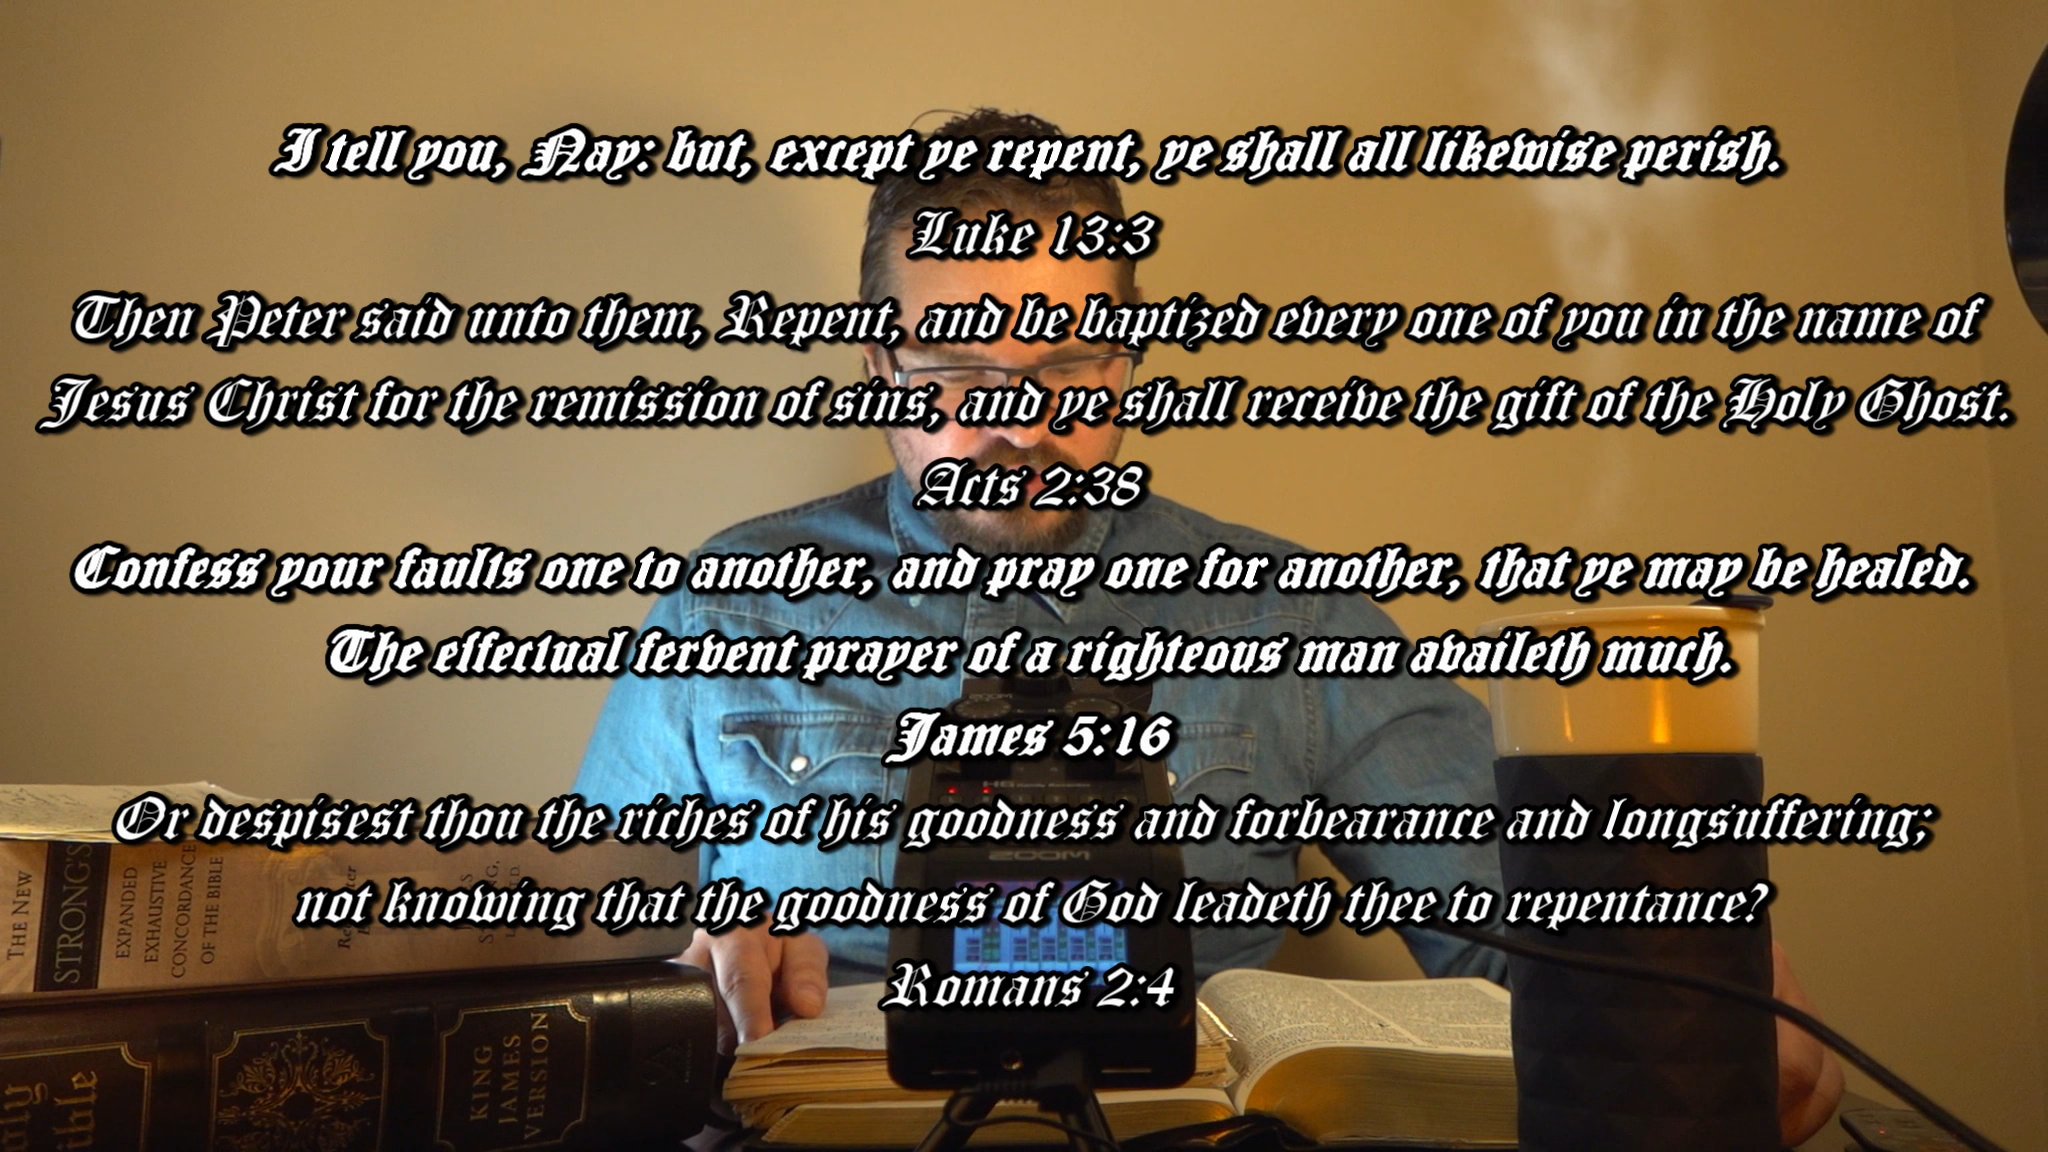 I tell you, Nay: but, except ye repent, ye shall all likewise perish.
Luke 13:3
Then Peter said unto them, Repent, and be baptized every one of you in the name of
Jesus Christ for the remission of sins, and ye shall receive the gift of the Holy Ghost.
Acts 2:38
Confess your faults one to another, and pray one for another, that ye may be healed.
The effectual fervent prayer of a righteous man availeth much.
James 5:16
Or despisest thou the riches of his goodness and forbearance and longsuffering;
not knowing that the goodness of God leadeth thee to repentance?
Romans 2:4
THE NEW
STRONG'S
EXPANDED
EXHAUSTIVE
CONCORDANCE
OF THE BIBLE
KING
JAMES
VERSION
zoom
H6 Handy Recorder
zoom